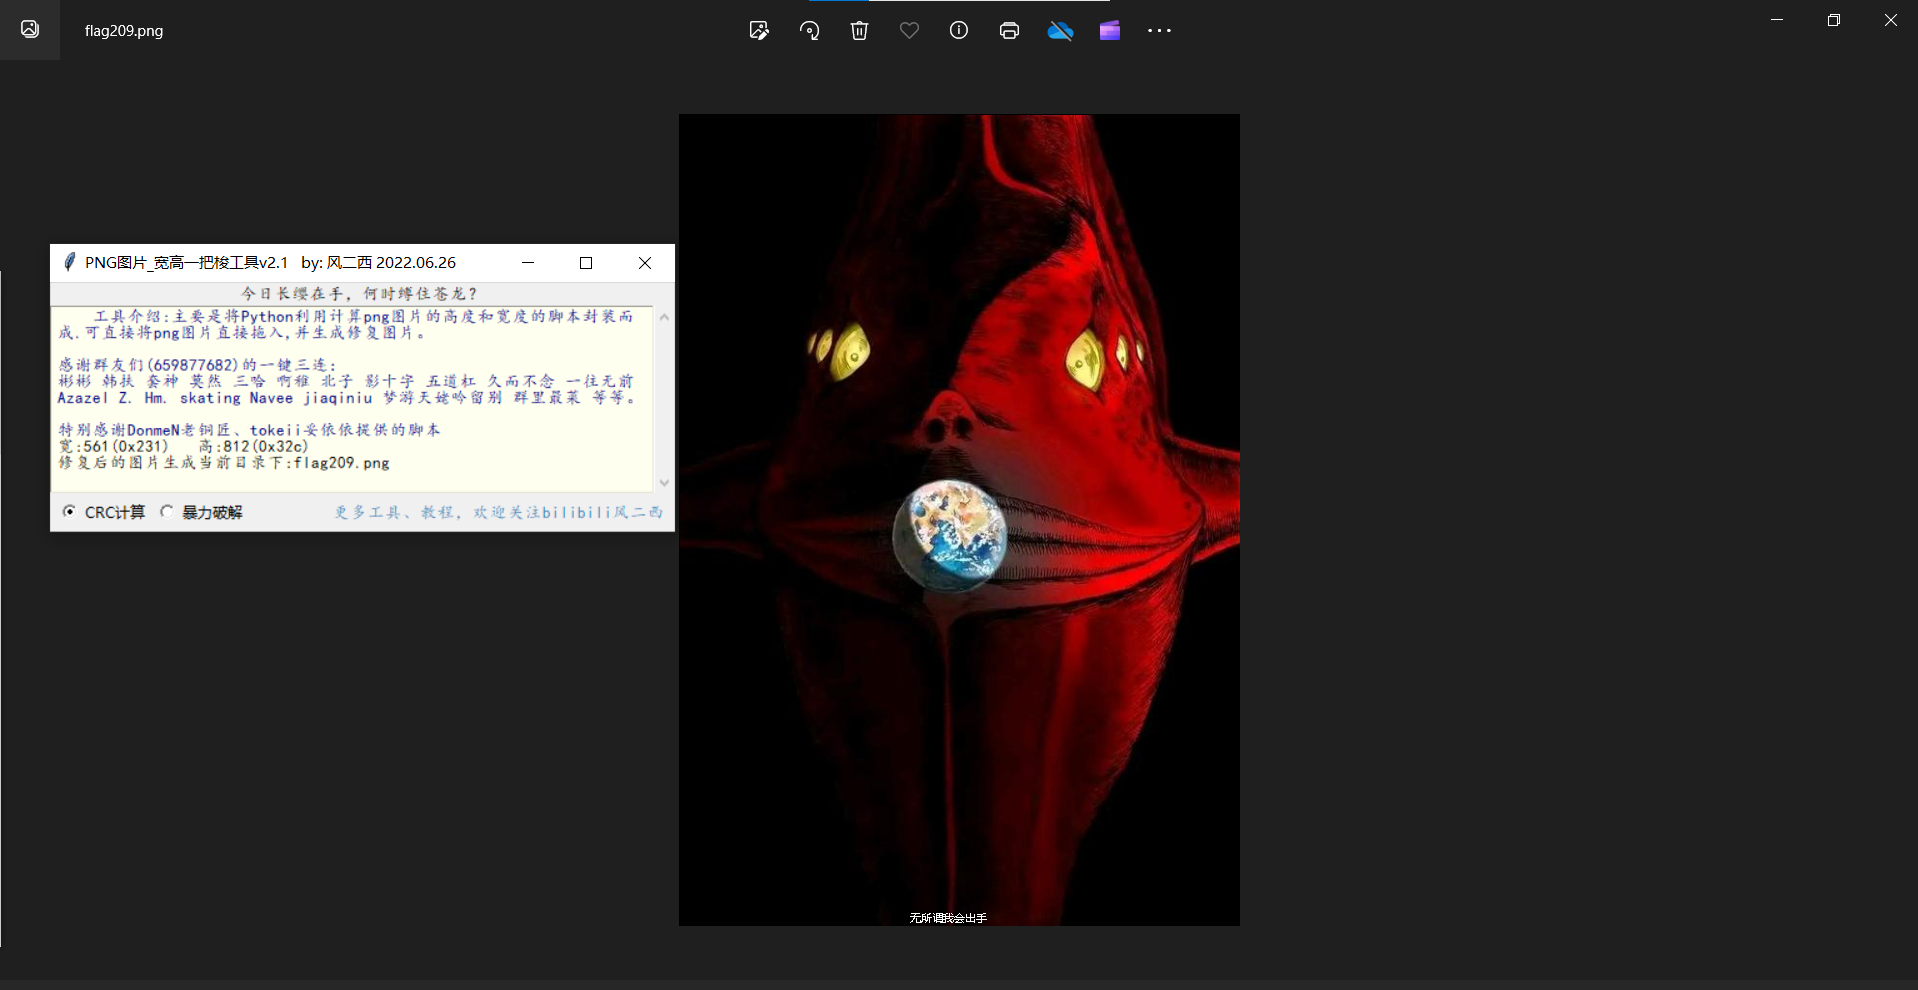 flag209.png
PNG图片_宽高一把梭工具v2.1 by: 风二西 2022.06.26
今日长缨在手, 何时缚住苍龙?
工具介绍:主要是将Python利用计算png图片的高度和宽度的脚本封装而
成.可直接将png图片直接拖入,并生成修复图片。
感谢群友们(659877682)的一键三连:
彬彬 韩扶 套神 莫然 三哈 啊稚 北子 影十字 五道杠 久而不念 一往无前
Azazel Z. Hm. skating Navee jiaqiniu 梦游天姥吟留别 群里最菜 等等。
特别感谢DonmeN老铜匠、tokeii妥依依提供的脚本
宽:561(0x231) 高:812(0x32c)
修复后的图片生成当前目录下:flag209.png
CRC计算 暴力破解 更多工具、教程, 欢迎关注bilibili风二西
无所谓我会出手